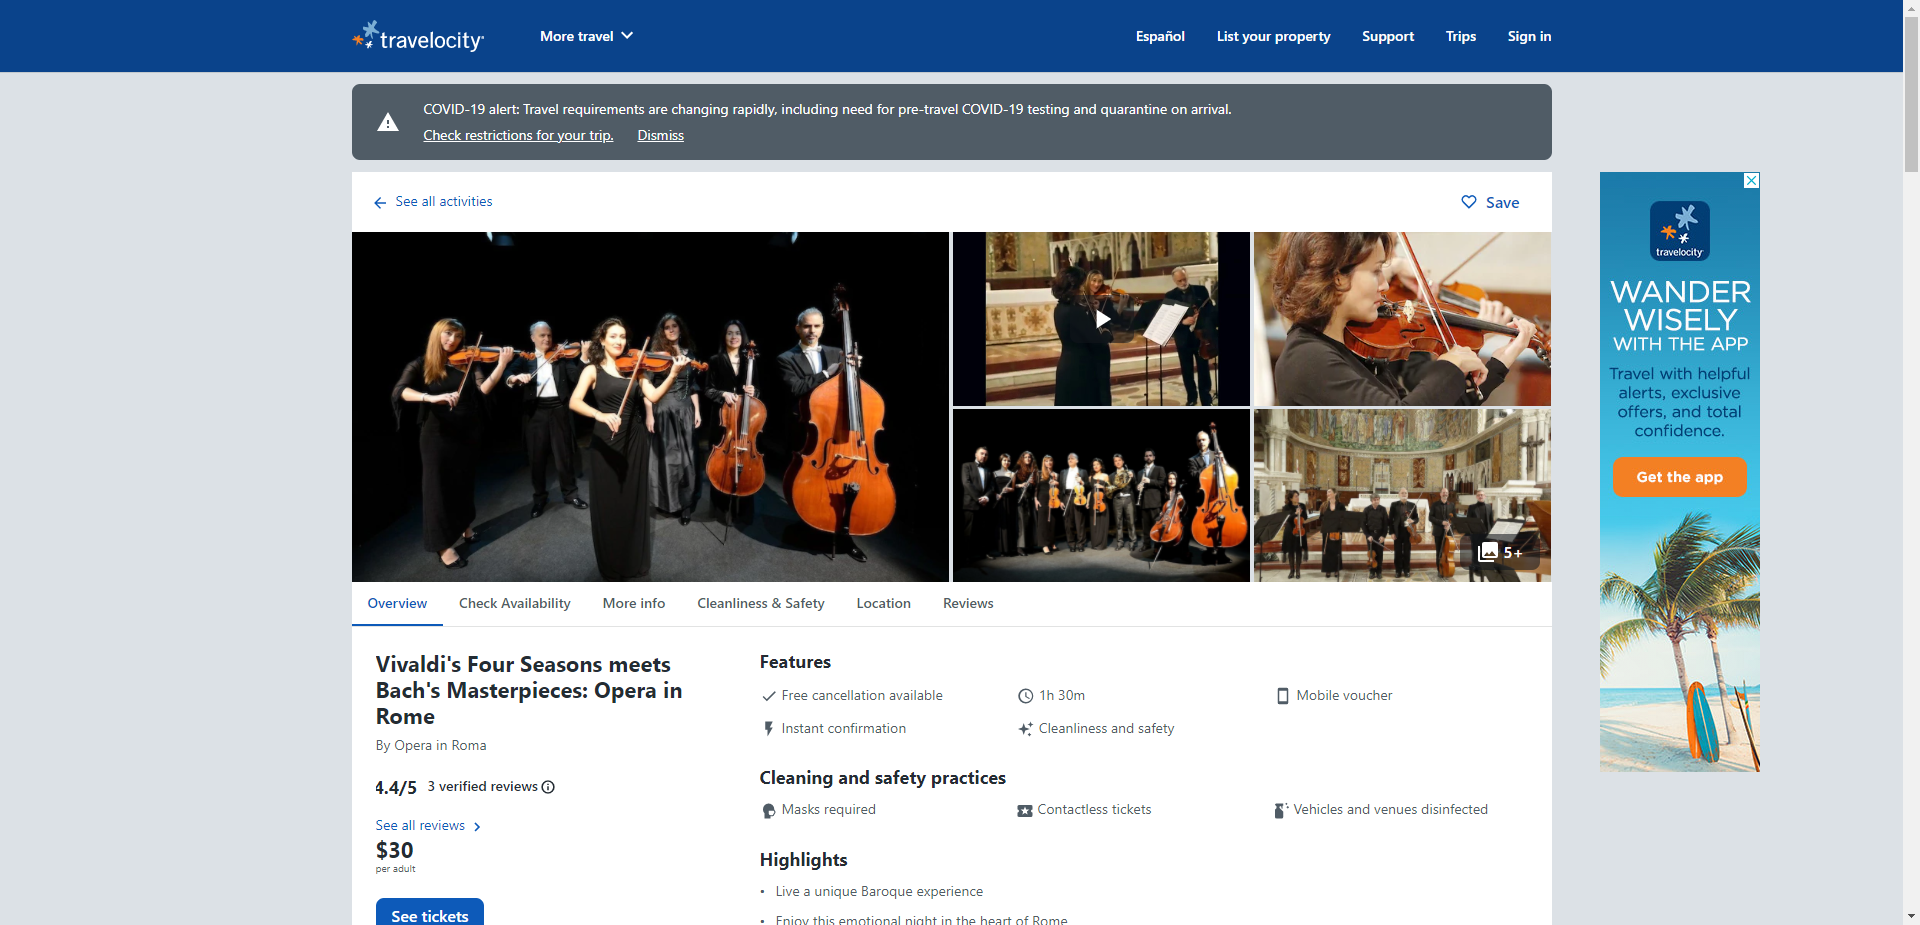 travelocity
More travel
Español
List your property
Support
Trips
Sign in
COVID-19 alert: Travel requirements are changing rapidly, including need for pre-travel COVID-19 testing and quarantine on arrival.
Check restrictions for your trip.
Dismiss
See all activities
Save
5+
Overview
Check Availability
More info
Cleanliness & Safety
Location
Reviews
Vivaldi's Four Seasons meets
Bach's Masterpieces: Opera in
Rome
By Opera in Roma
4.4/5
3 verified reviews
See all reviews
$30
per adult
See tickets
Features
Free cancellation available
1h 30m
Mobile voucher
Instant confirmation
Cleanliness and safety
Cleaning and safety practices
Masks required
Contactless tickets
Vehicles and venues disinfected
Highlights
• Live a unique Baroque experience
• Enjoy this emotional night in the heart of Rome
travelocity
WANDER
WISELY
WITH THE APP
Travel with helpful
alerts, exclusive
offers, and total
confidence.
Get the app